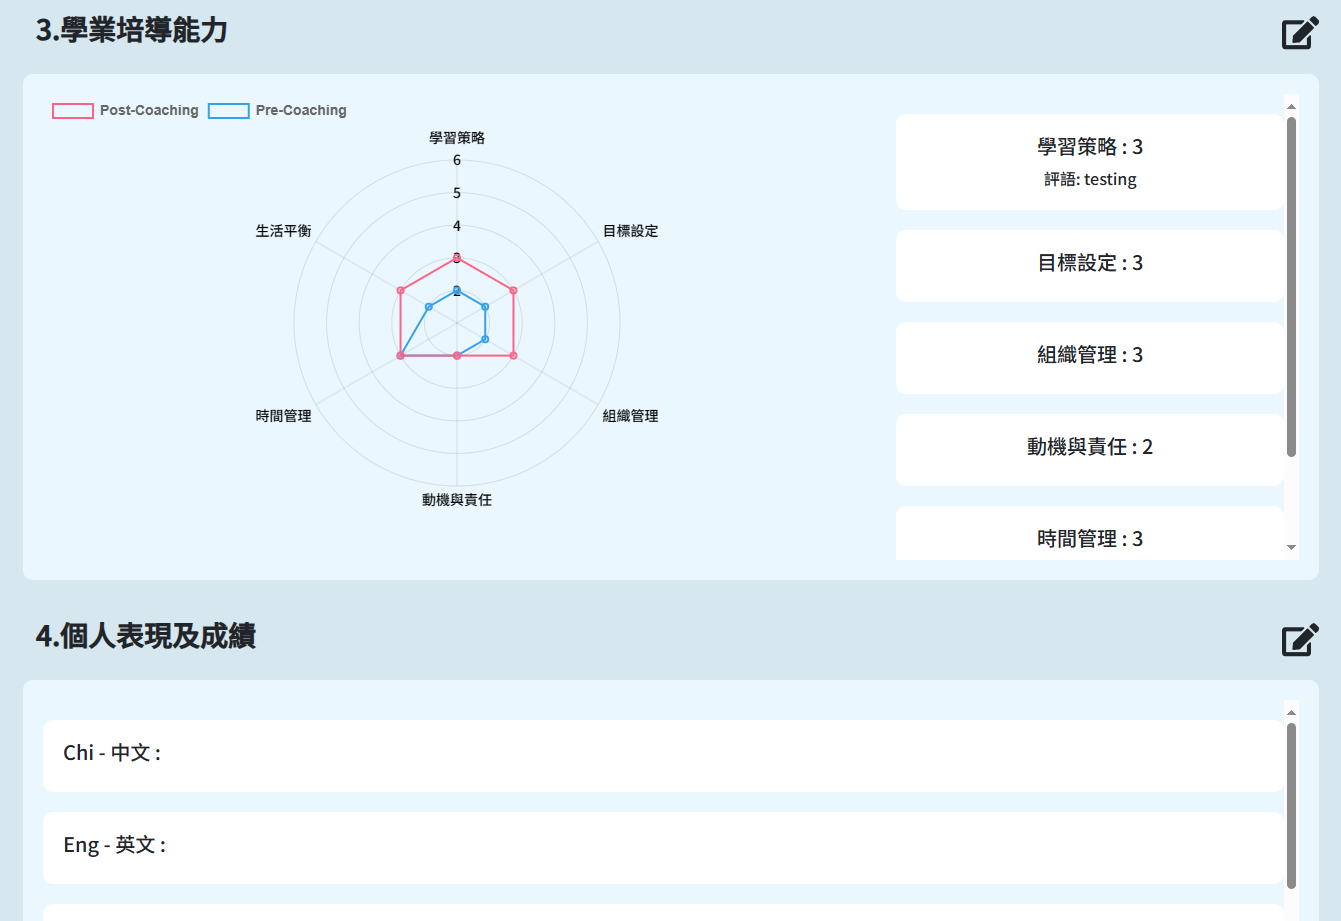 3.學業培導能力
Post-Coaching Pre-Coaching
學習策略
6
5
4
3
2
生活平衡
目標設定
時間管理
組織管理
動機與責任
學習策略 : 3
評語: testing
目標設定 : 3
組織管理 : 3
動機與責任 : 2
時間管理 : 3
4.個人表現及成績
Chi - 中文 :
Eng - 英文 :